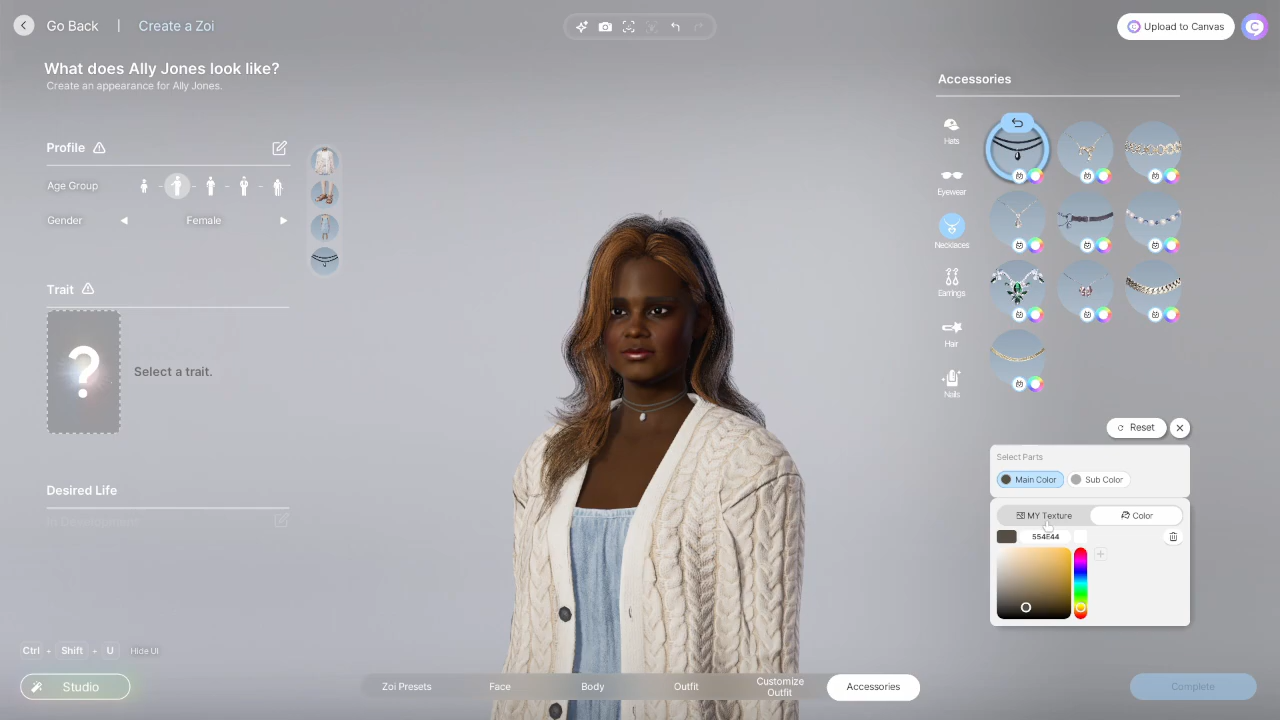 Go Back | Create a Zoi
Upload to Canvas
What does Ally Jones look like?
Create an appearance for Ally Jones.
Profile
Age Group
Gender
Female
Trait
?
Select a trait.
Desired Life
In Development
Ctrl + Shift + U Hide UI
Studio
Zoi Presets
Face
Body
Outfit
Customize
Outfit
Accessories
Complete
Accessories
Hats
Eyewear
Necklaces
Earrings
Hair
Nails
Reset
Select Parts
Main Color
Sub Color
MY Texture
Color
554E44